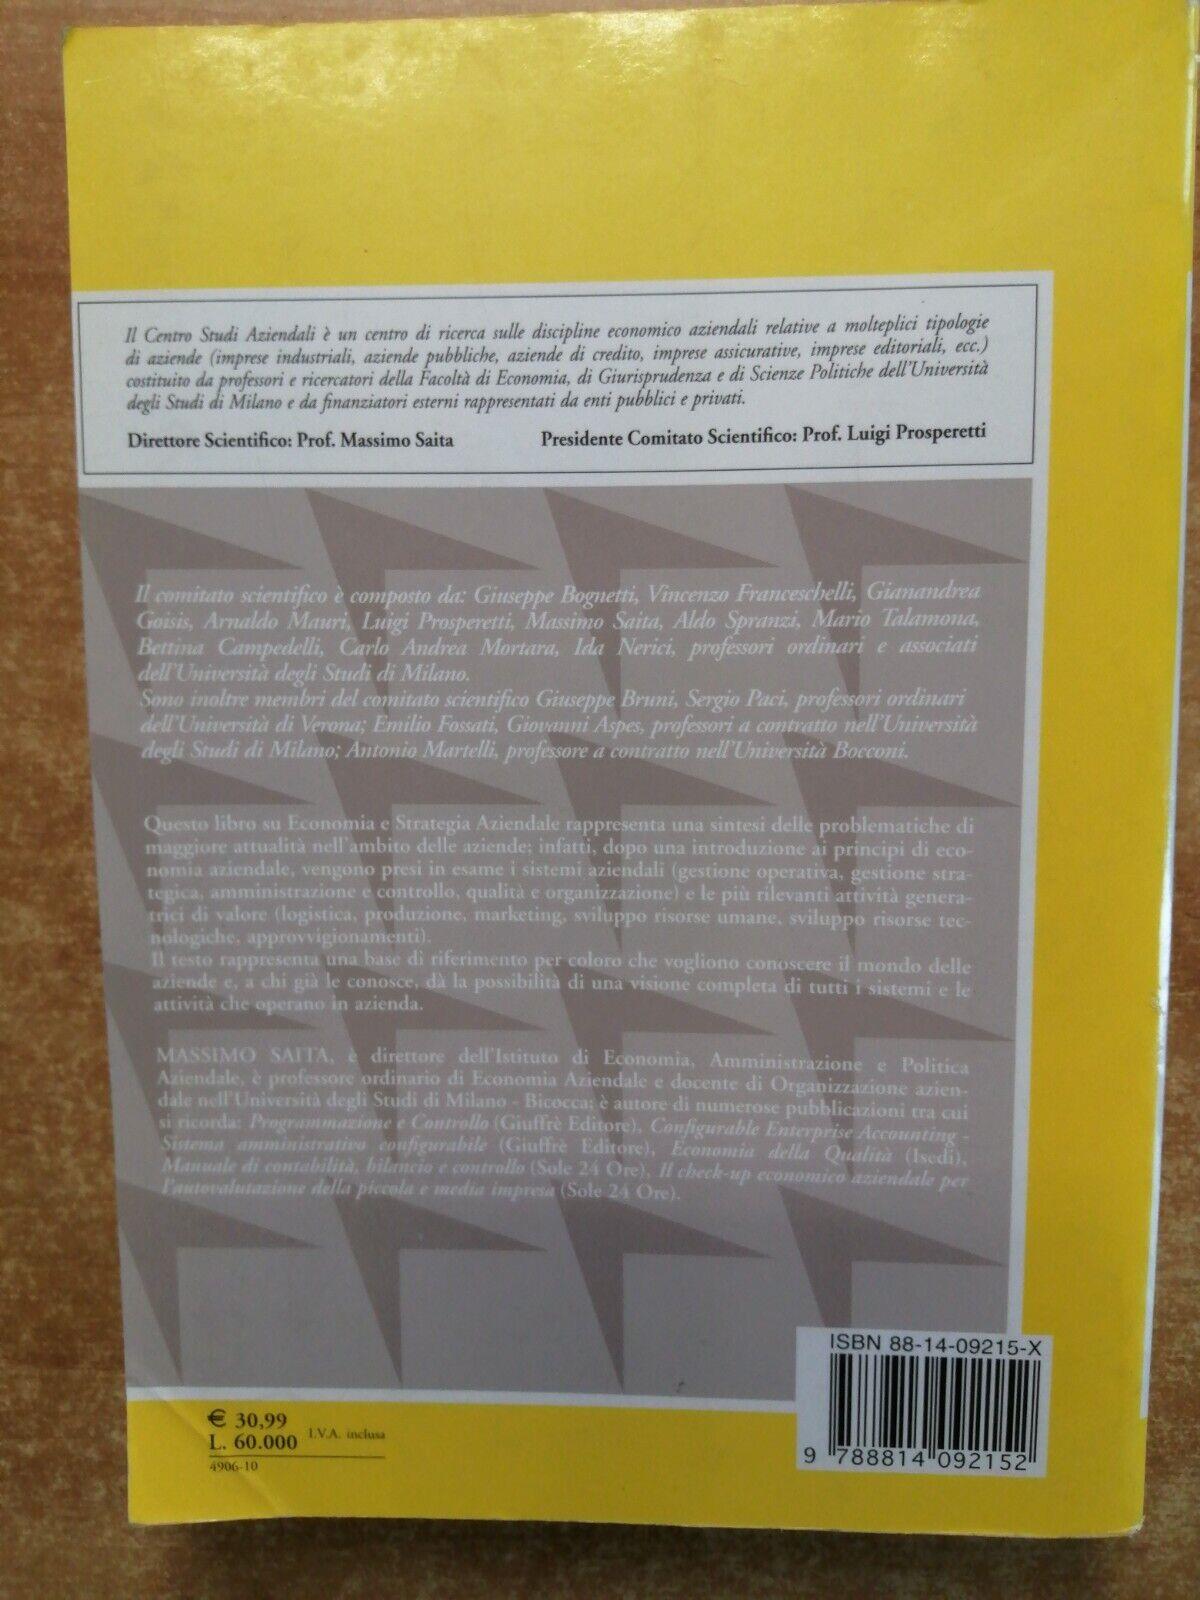 Il Centro Studi Aziendali è un centro di ricerca sulle discipline economico aziendali relative a molteplici tipologie
di aziende (imprese industriali, aziende pubbliche, aziende di credito, imprese assicurative, imprese editoriali, ecc.)
costituito da professori e ricercatori della Facoltà di Economia, di Giurisprudenza e di Scienze Politiche dell'Università
degli Studi di Milano e da finanziatori esterni rappresentati da enti pubblici e privati.
Direttore Scientifico: Prof. Massimo Saita Presidente Comitato Scientifico: Prof. Luigi Prosperetti
Il comitato scientifico è composto da: Giuseppe Bognetti, Vincenzo Franceschelli, Gianandrea
Goisis, Arnaldo Mauri, Luigi Prosperetti, Massimo Saita, Aldo Spranzi, Mario Talamona,
Bettina Campedelli, Carlo Andrea Mortara, Ida Nerici, professori ordinari e associati
dell'Università degli Studi di Milano.
Sono inoltre membri del comitato scientifico Giuseppe Bruni, Sergio Paci, professori ordinari
dell'Università di Verona; Emilio Fossati, Giovanni Aspes, professori a contratto nell'Università
degli Studi di Milano; Antonio Martelli, professore a contratto nell'Università Bocconi.
Questo libro su Economia e Strategia Aziendale rappresenta una sintesi delle problematiche di
maggiore attualità nell'ambito delle aziende; infatti, dopo una introduzione ai principi di eco-
nomia aziendale, vengono presi in esame i sistemi aziendali (gestione operativa, gestione stra-
tegica, amministrazione e controllo, qualità e organizzazione) e le più rilevanti attività genera-
trici di valore (logistica, produzione, marketing, sviluppo risorse umane, sviluppo risorse tec-
nologiche, approvvigionamenti).
Il testo rappresenta una base di riferimento per coloro che vogliono conoscere il mondo delle
aziende e, a chi già le conosce, dà la possibilità di una visione completa di tutti i sistemi e le
attività che operano in azienda.
MASSIMO SAITA, è direttore dell'Istituto di Economia, Amministrazione e Politica
Aziendale, è professore ordinario di Economia Aziendale e docente di Organizzazione azien-
dale nell'Università degli Studi di Milano - Bicocca; è autore di numerose pubblicazioni tra cui
si ricorda: Programmazione e Controllo (Giuffrè Editore), Configurable Enterprise Accounting -
Sistema amministrativo configurabile (Giuffrè Editore), Economia della Qualità (Isedi),
Manuale di contabilità, bilancio e controllo (Sole 24 Ore), Il check-up economico aziendale per
l'autovalutazione della piccola e media impresa (Sole 24 Ore).
ISBN 88-14-09215-X
9 788814 092152
€ 30,99
L. 60.000 I.V.A. inclusa
4906-10